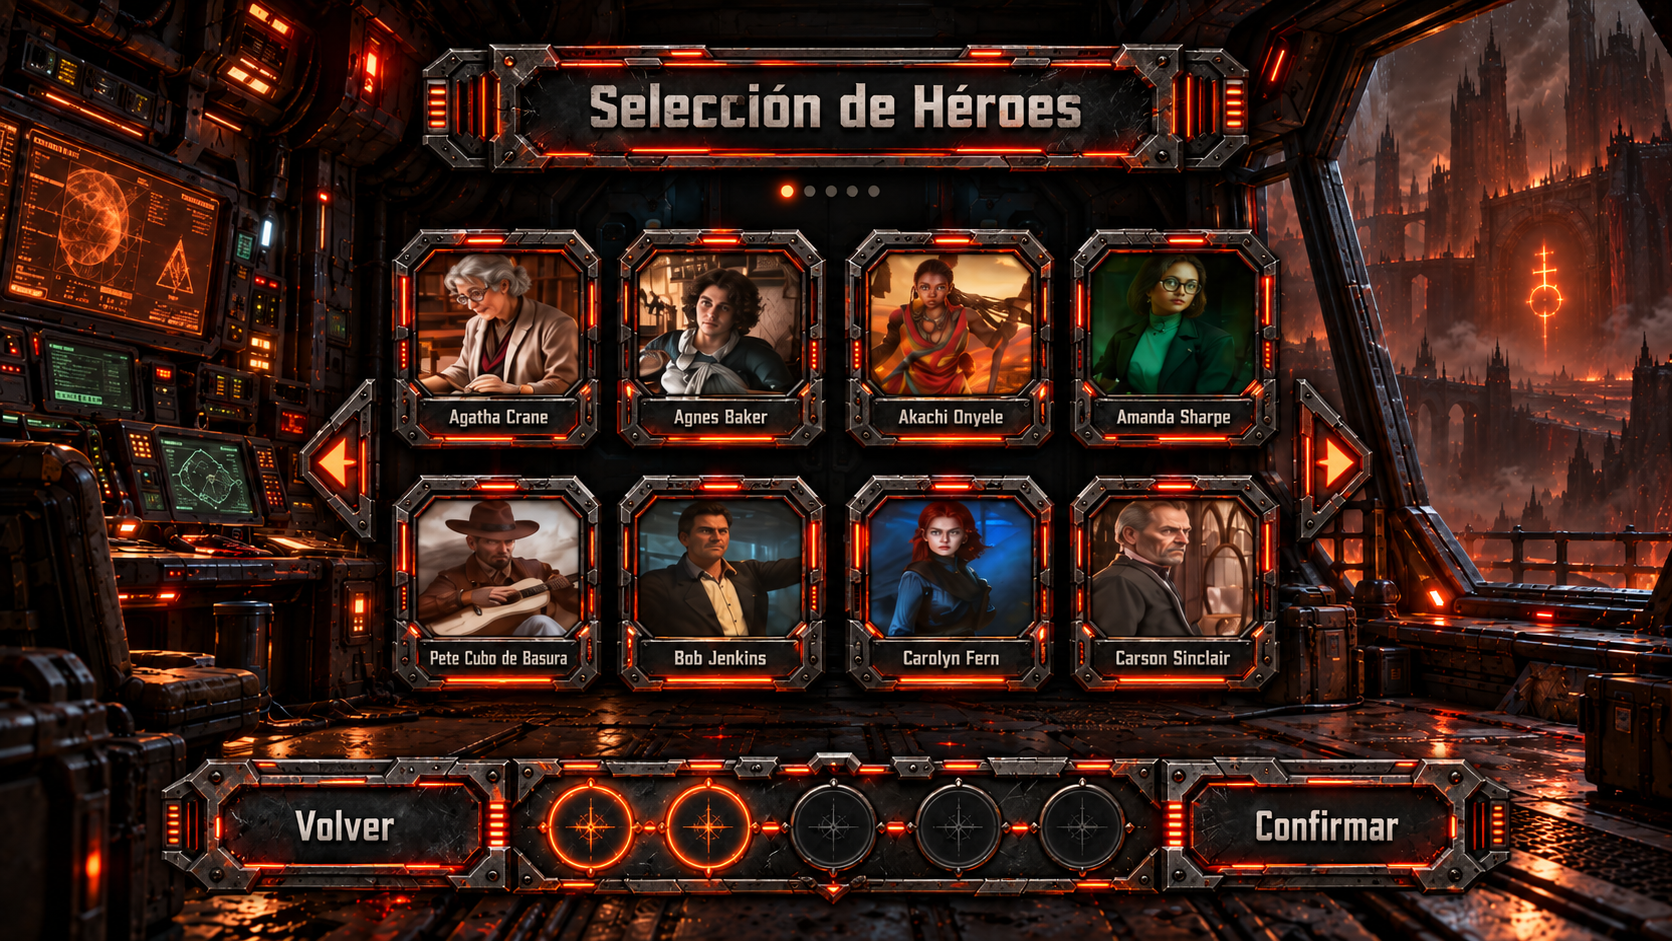 Selección de Héroes
Agatha Crane
Agnes Baker
Akachi Onyele
Amanda Sharpe
Pete Cubo de Basura
Bob Jenkins
Carolyn Fern
Carson Sinclair
Volver
Confirmar